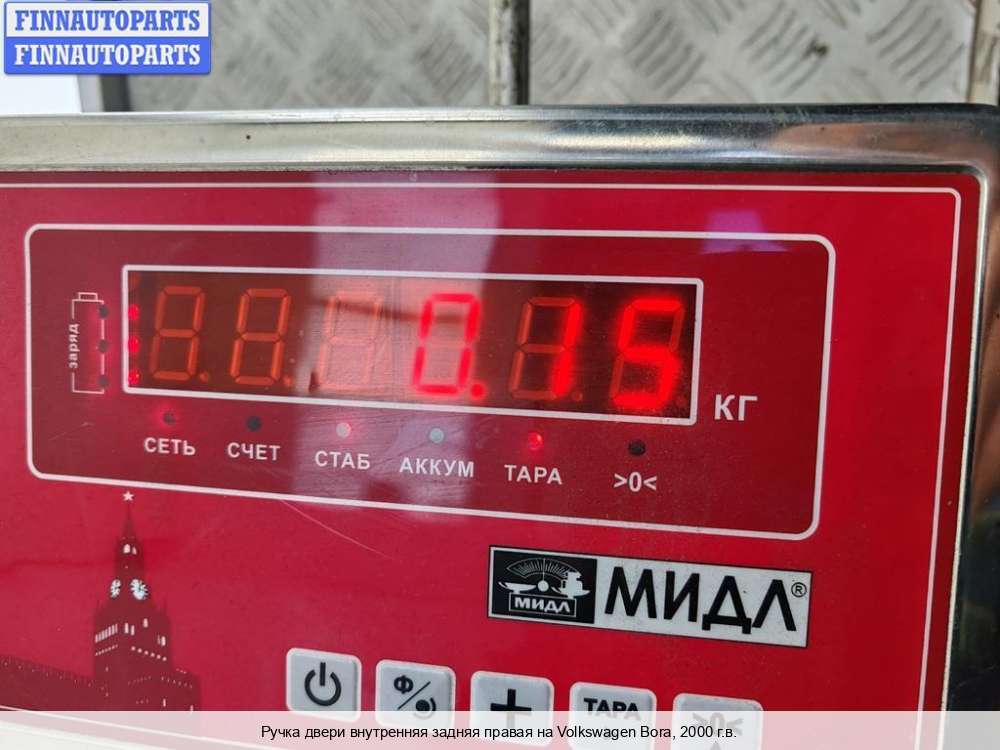 FINNAUTOPARTS
FINNAUTOPARTS
заряд
0.15
КГ
СЕТЬ СЧЕТ СТАБ АККУМ ТАРА >0<
МИДЛ МИДЛ®
Ф/
+
ТАРА
>0<
Ручка двери внутренняя задняя правая на Volkswagen Bora, 2000 г.в.